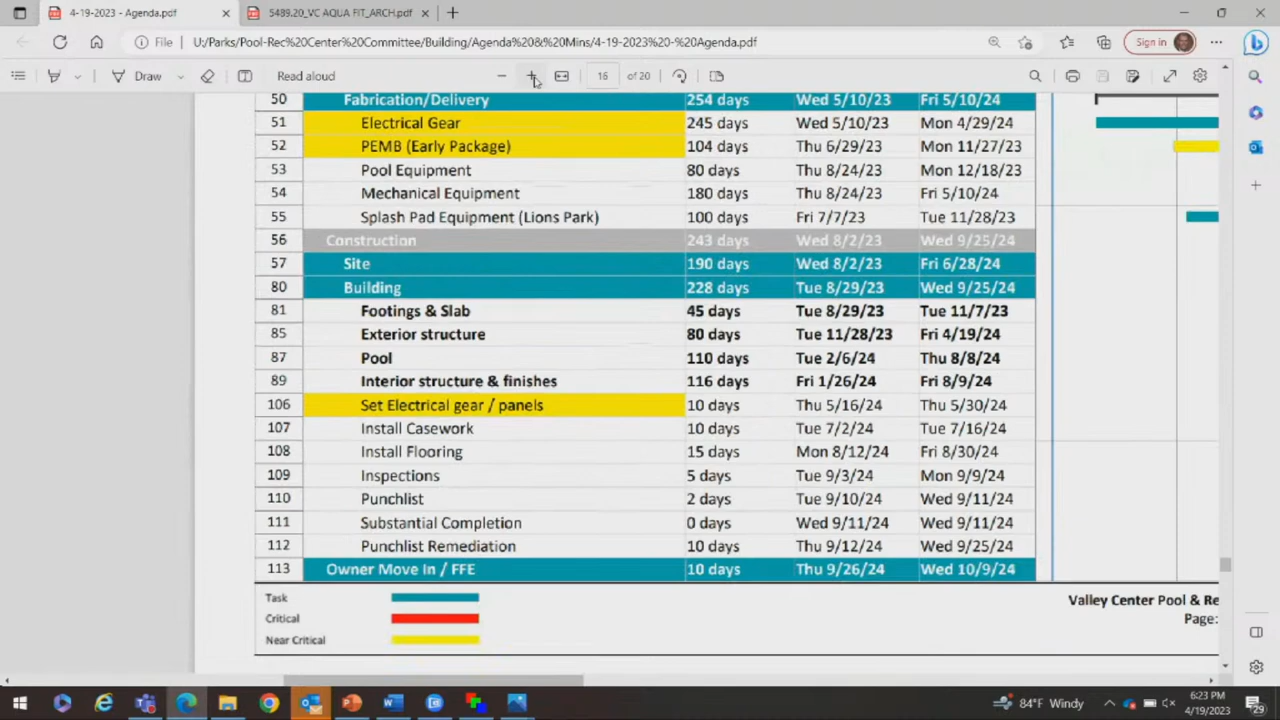 4-19-2023 - Agenda.pdf
5489.20_VC AQUA FIT_ARCH.pdf
File U:/Parks/Pool-Rec%20Center%20Committee/Building/Agenda%20&%20Mins/4-19-2023%20-%20Agenda.pdf
Sign in
Draw
Read aloud
16 of 20
50 Fabrication/Delivery 254 days Wed 5/10/23 Fri 5/10/24
51 Electrical Gear 245 days Wed 5/10/23 Mon 4/29/24
52 PEMB (Early Package) 104 days Thu 6/29/23 Mon 11/27/23
53 Pool Equipment 80 days Thu 8/24/23 Mon 12/18/23
54 Mechanical Equipment 180 days Thu 8/24/23 Fri 5/10/24
55 Splash Pad Equipment (Lions Park) 100 days Fri 7/7/23 Tue 11/28/23
56 Construction 243 days Wed 8/2/23 Wed 9/25/24
57 Site 190 days Wed 8/2/23 Fri 6/28/24
80 Building 228 days Tue 8/29/23 Wed 9/25/24
81 Footings & Slab 45 days Tue 8/29/23 Tue 11/7/23
85 Exterior structure 80 days Tue 11/28/23 Fri 4/19/24
87 Pool 110 days Tue 2/6/24 Thu 8/8/24
89 Interior structure & finishes 116 days Fri 1/26/24 Fri 8/9/24
106 Set Electrical gear / panels 10 days Thu 5/16/24 Thu 5/30/24
107 Install Casework 10 days Tue 7/2/24 Tue 7/16/24
108 Install Flooring 15 days Mon 8/12/24 Fri 8/30/24
109 Inspections 5 days Tue 9/3/24 Mon 9/9/24
110 Punchlist 2 days Tue 9/10/24 Wed 9/11/24
111 Substantial Completion 0 days Wed 9/11/24 Wed 9/11/24
112 Punchlist Remediation 10 days Thu 9/12/24 Wed 9/25/24
113 Owner Move In / FFE 10 days Thu 9/26/24 Wed 10/9/24
Task
Critical
Near Critical
Valley Center Pool & Re
Page:
84°F Windy
6:23 PM
4/19/2023
29